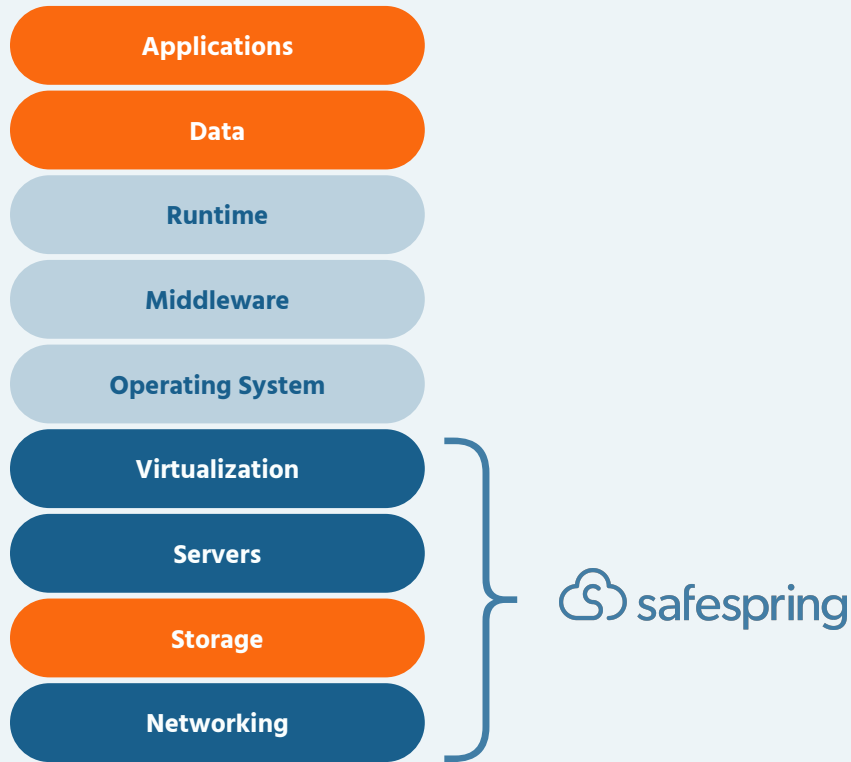 Applications
Data
Runtime
Middleware
Operating System
Virtualization
Servers
Storage
Networking
safespring